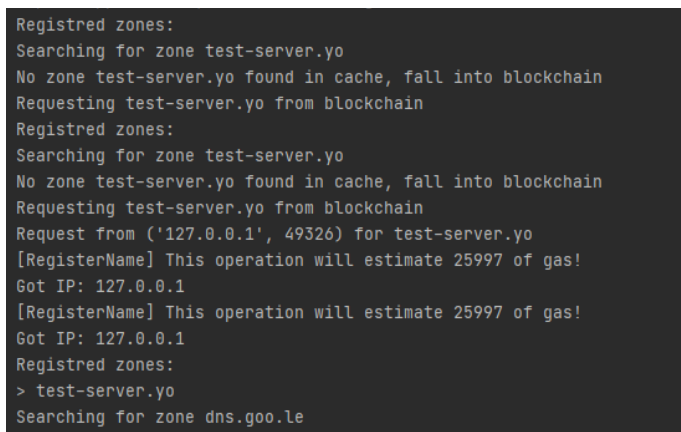 Registred zones:
Searching for zone test-server.yo
No zone test-server.yo found in cache, fall into blockchain
Requesting test-server.yo from blockchain
Registred zones:
Searching for zone test-server.yo
No zone test-server.yo found in cache, fall into blockchain
Requesting test-server.yo from blockchain
Request from ('127.0.0.1', 49326) for test-server.yo
[RegisterName] This operation will estimate 25997 of gas!
Got IP: 127.0.0.1
[RegisterName] This operation will estimate 25997 of gas!
Got IP: 127.0.0.1
Registred zones:
> test-server.yo
Searching for zone dns.goo.le